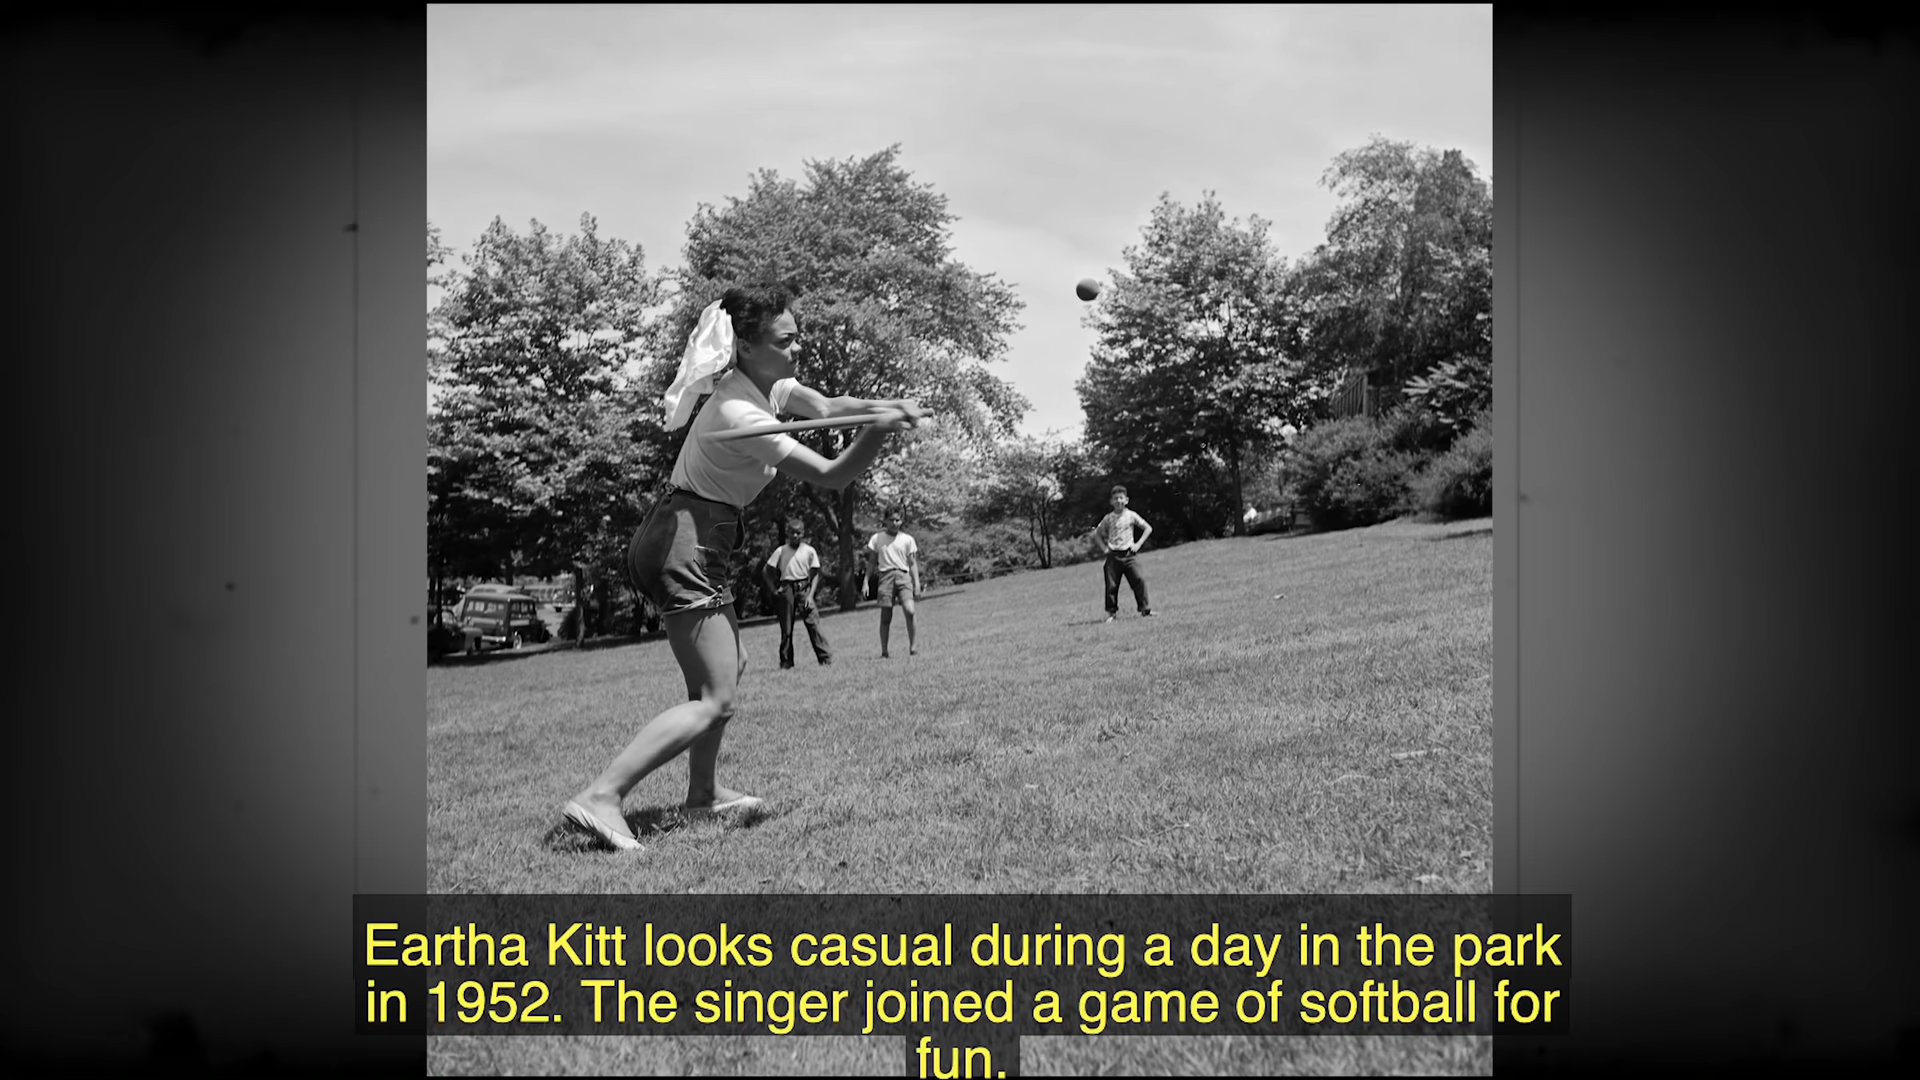 Eartha Kitt looks casual during a day in the park
in 1952. The singer joined a game of softball for
fun.